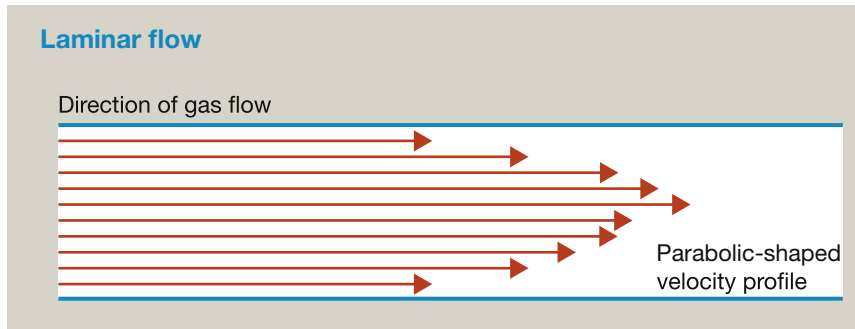 Laminar flow
Direction of gas flow
Parabolic-shaped
velocity profile